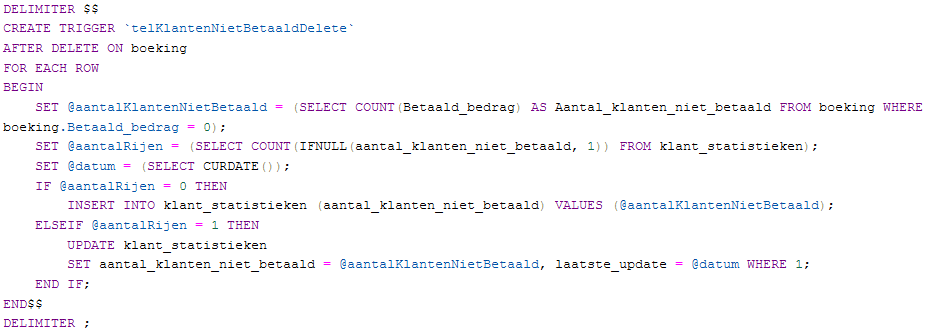 DELIMITER $$
CREATE TRIGGER `telKlantenNietBetaaldDelete`
AFTER DELETE ON boeking
FOR EACH ROW
BEGIN
    SET @aantalKlantenNietBetaald = (SELECT COUNT(Betaald_bedrag) AS Aantal_klanten_niet_betaald FROM boeking WHERE
boeking.Betaald_bedrag = 0);
    SET @aantalRijen = (SELECT COUNT(IFNULL(aantal_klanten_niet_betaald, 1)) FROM klant_statistieken);
    SET @datum = (SELECT CURDATE());
    IF @aantalRijen = 0 THEN
        INSERT INTO klant_statistieken (aantal_klanten_niet_betaald) VALUES (@aantalKlantenNietBetaald);
    ELSEIF @aantalRijen = 1 THEN
        UPDATE klant_statistieken
        SET aantal_klanten_niet_betaald = @aantalKlantenNietBetaald, laatste_update = @datum WHERE 1;
    END IF;
END$$
DELIMITER ;